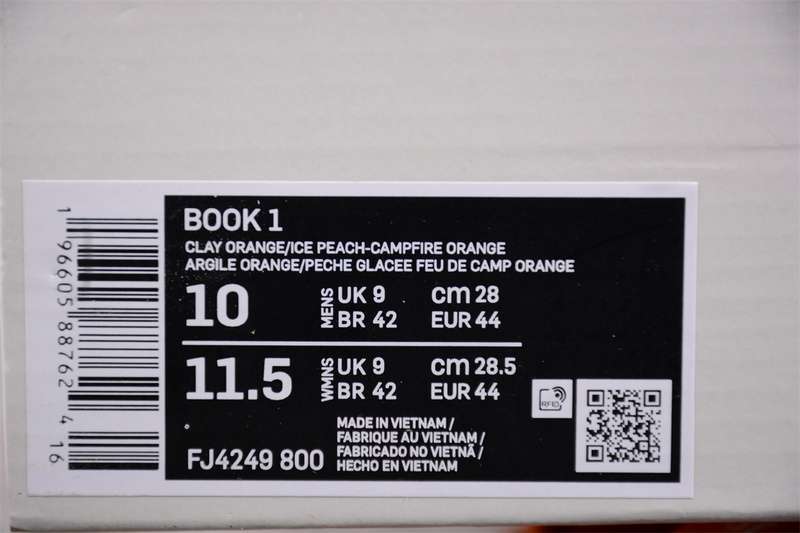 1 96605 88762 4 16
BOOK 1
CLAY ORANGE/ICE PEACH-CAMPFIRE ORANGE
ARGILE ORANGE/PECHE GLACEE FEU DE CAMP ORANGE
10 MENS UK 9 cm 28
BR 42 EUR 44
11.5 WMNS UK 9 cm 28.5
BR 42 EUR 44
RFID
FJ4249 800
MADE IN VIETNAM /
FABRIQUE AU VIETNAM /
FABRICADO NO VIETNÃ /
HECHO EN VIETNAM